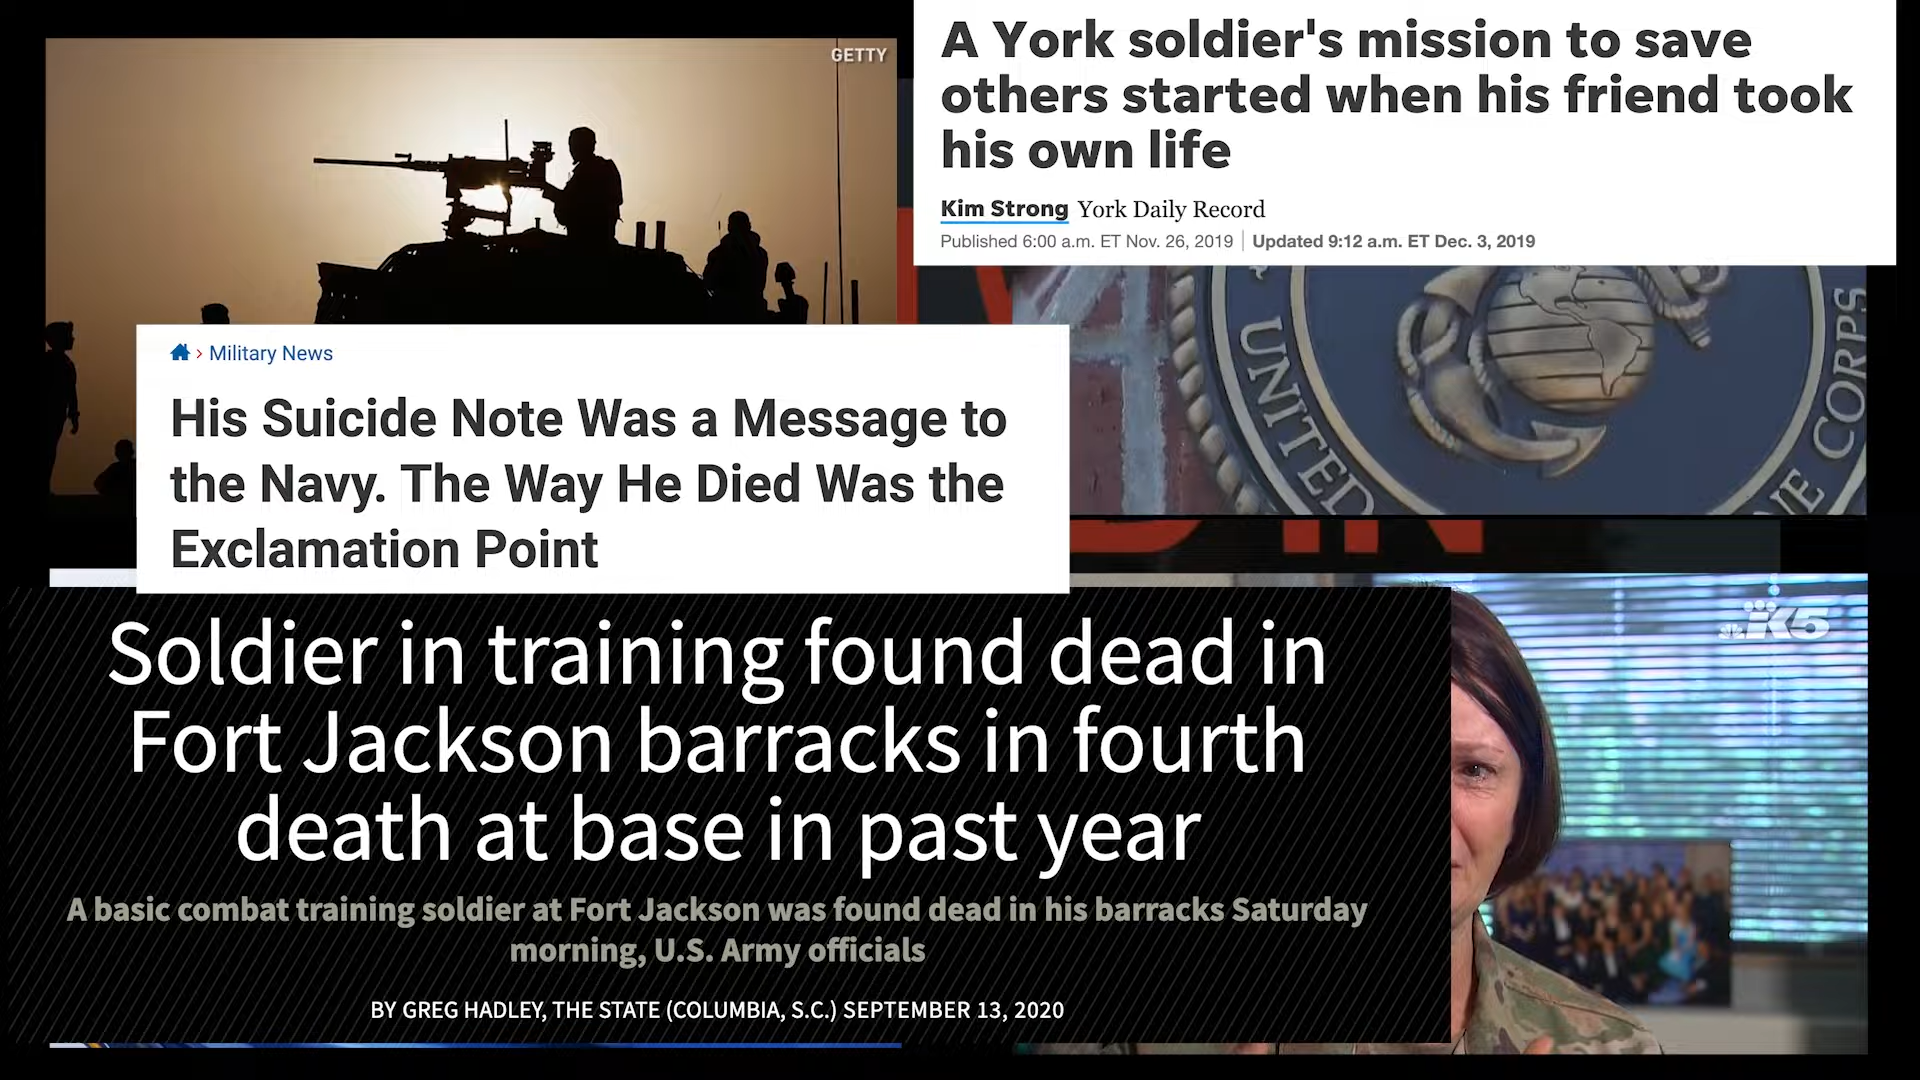 GETTY
A York soldier's mission to save
others started when his friend took
his own life
Kim Strong York Daily Record
Published 6:00 a.m. ET Nov. 26, 2019 | Updated 9:12 a.m. ET Dec. 3, 2019
UNITED
CORPS
Military News
His Suicide Note Was a Message to
the Navy. The Way He Died Was the
Exclamation Point
Soldier in training found dead in
Fort Jackson barracks in fourth
death at base in past year
A basic combat training soldier at Fort Jackson was found dead in his barracks Saturday
morning, U.S. Army officials
BY GREG HADLEY, THE STATE (COLUMBIA, S.C.) SEPTEMBER 13, 2020
K5